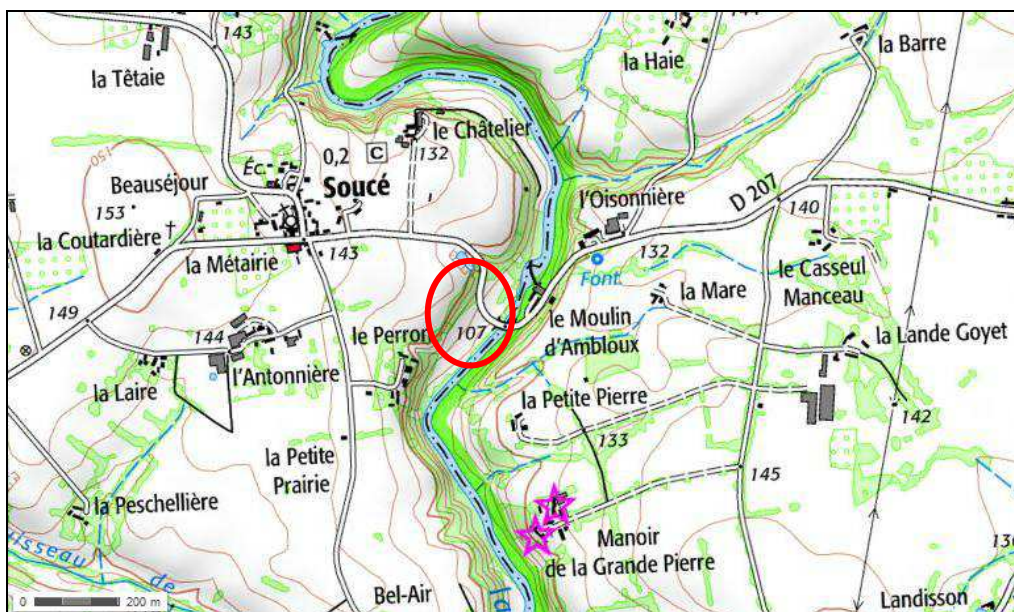 143
la Têtaie
la Haie
la Barre
150
Éc.
0,2
C
le Châtelier
132
Beauséjour
Soucé
l'Oisonnière
D 207
153
140
la Coutardière
la Métairie
143
132
Font
le Casseul
Manceau
la Mare
149
144
le Perron
107
le Moulin
d'Ambloux
la Lande Goyet
la Laire
l'Antonnière
la Petite Pierre
142
133
la Petite
Prairie
145
la Peschellière
Manoir
de la Grande Pierre
isseau de
Bel-Air
la
Landisson
0 200 m